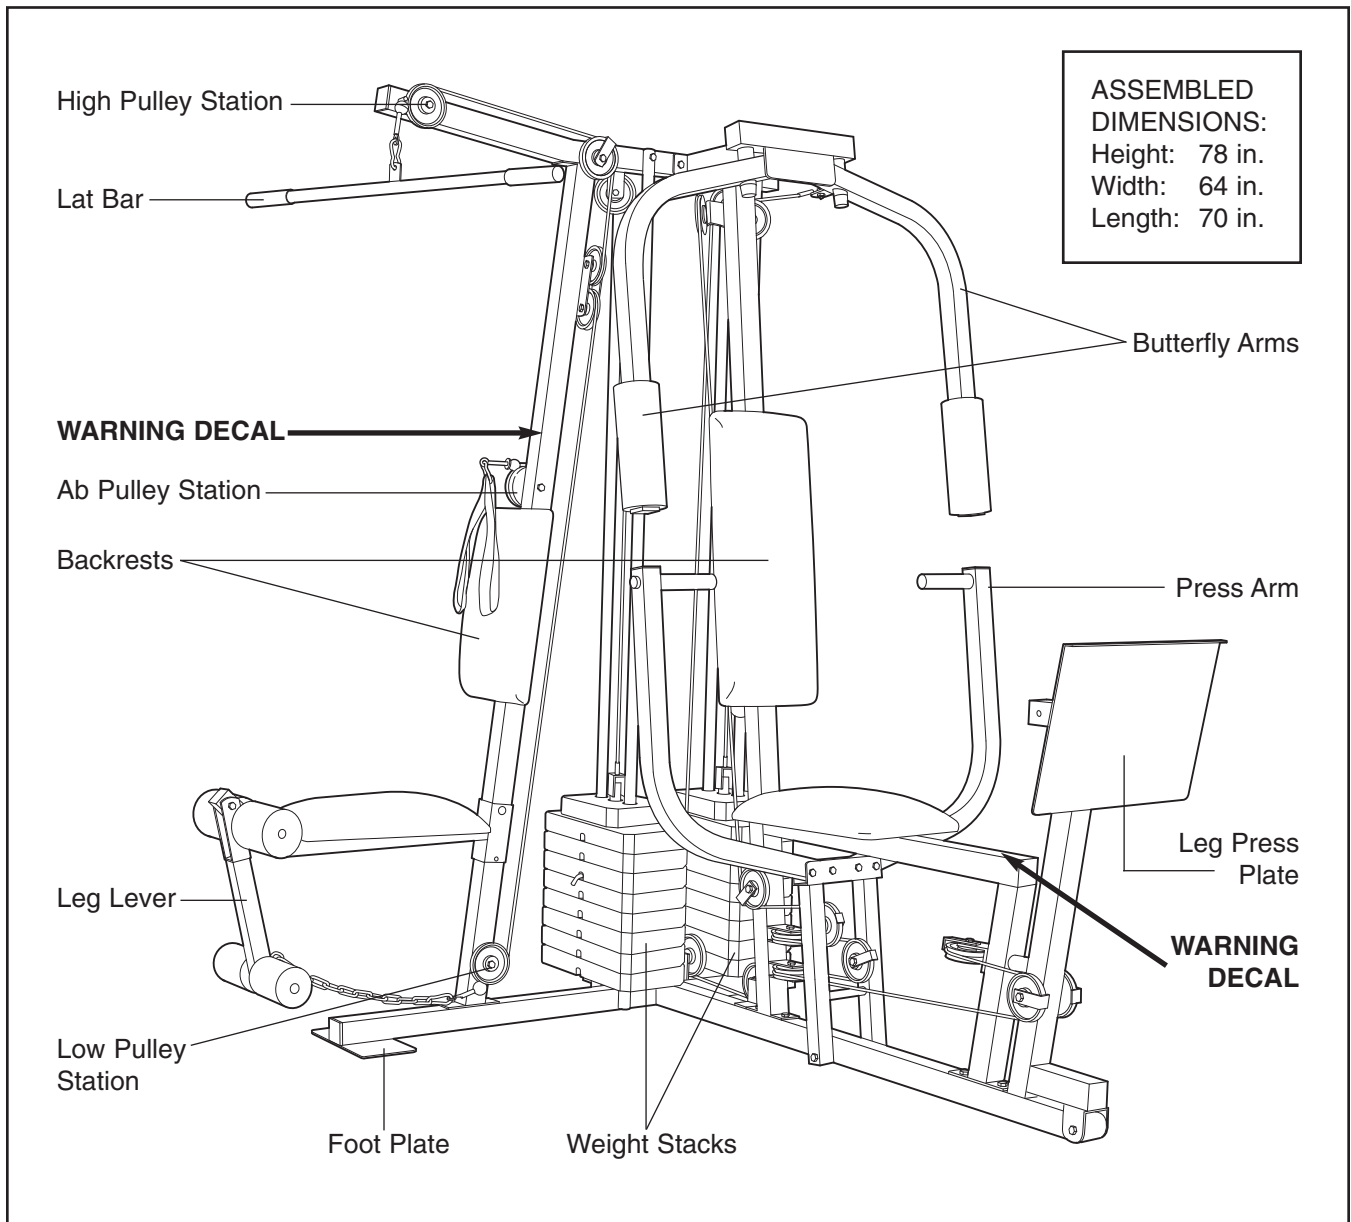 High Pulley Station
Lat Bar
WARNING DECAL
Ab Pulley Station
Backrests
Leg Lever
Low Pulley
Station
Foot Plate
Weight Stacks
ASSEMBLED
DIMENSIONS:
Height: 78 in.
Width: 64 in.
Length: 70 in.
Butterfly Arms
Press Arm
Leg Press
Plate
WARNING
DECAL